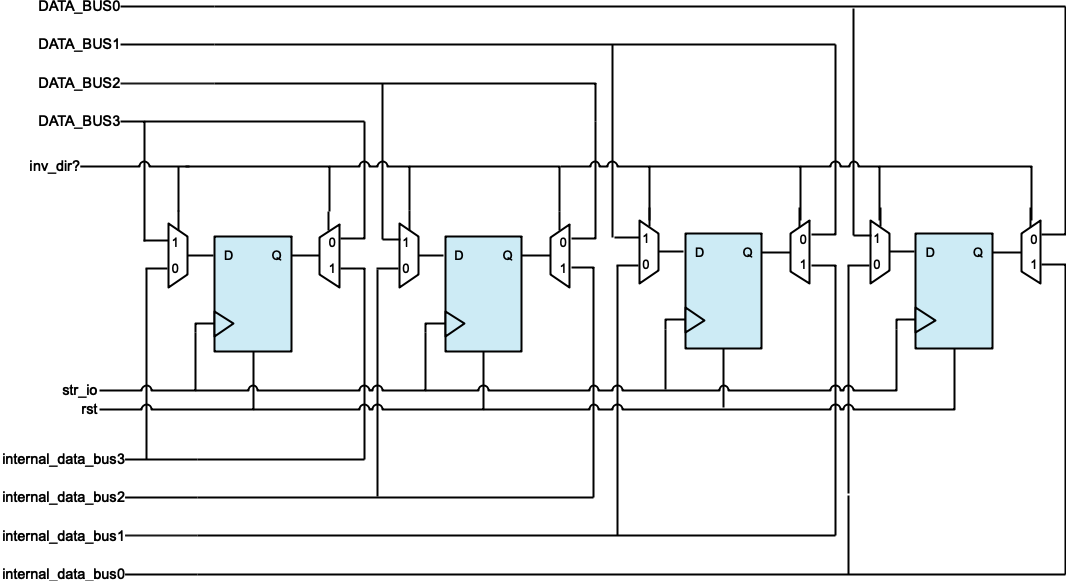 DATA_BUS0
DATA_BUS1
DATA_BUS2
DATA_BUS3
inv_dir?
1 0 D Q 0 1
1 0 D Q 0 1
1 0 D Q 0 1
1 0 D Q 0 1
str_io
rst
internal_data_bus3
internal_data_bus2
internal_data_bus1
internal_data_bus0